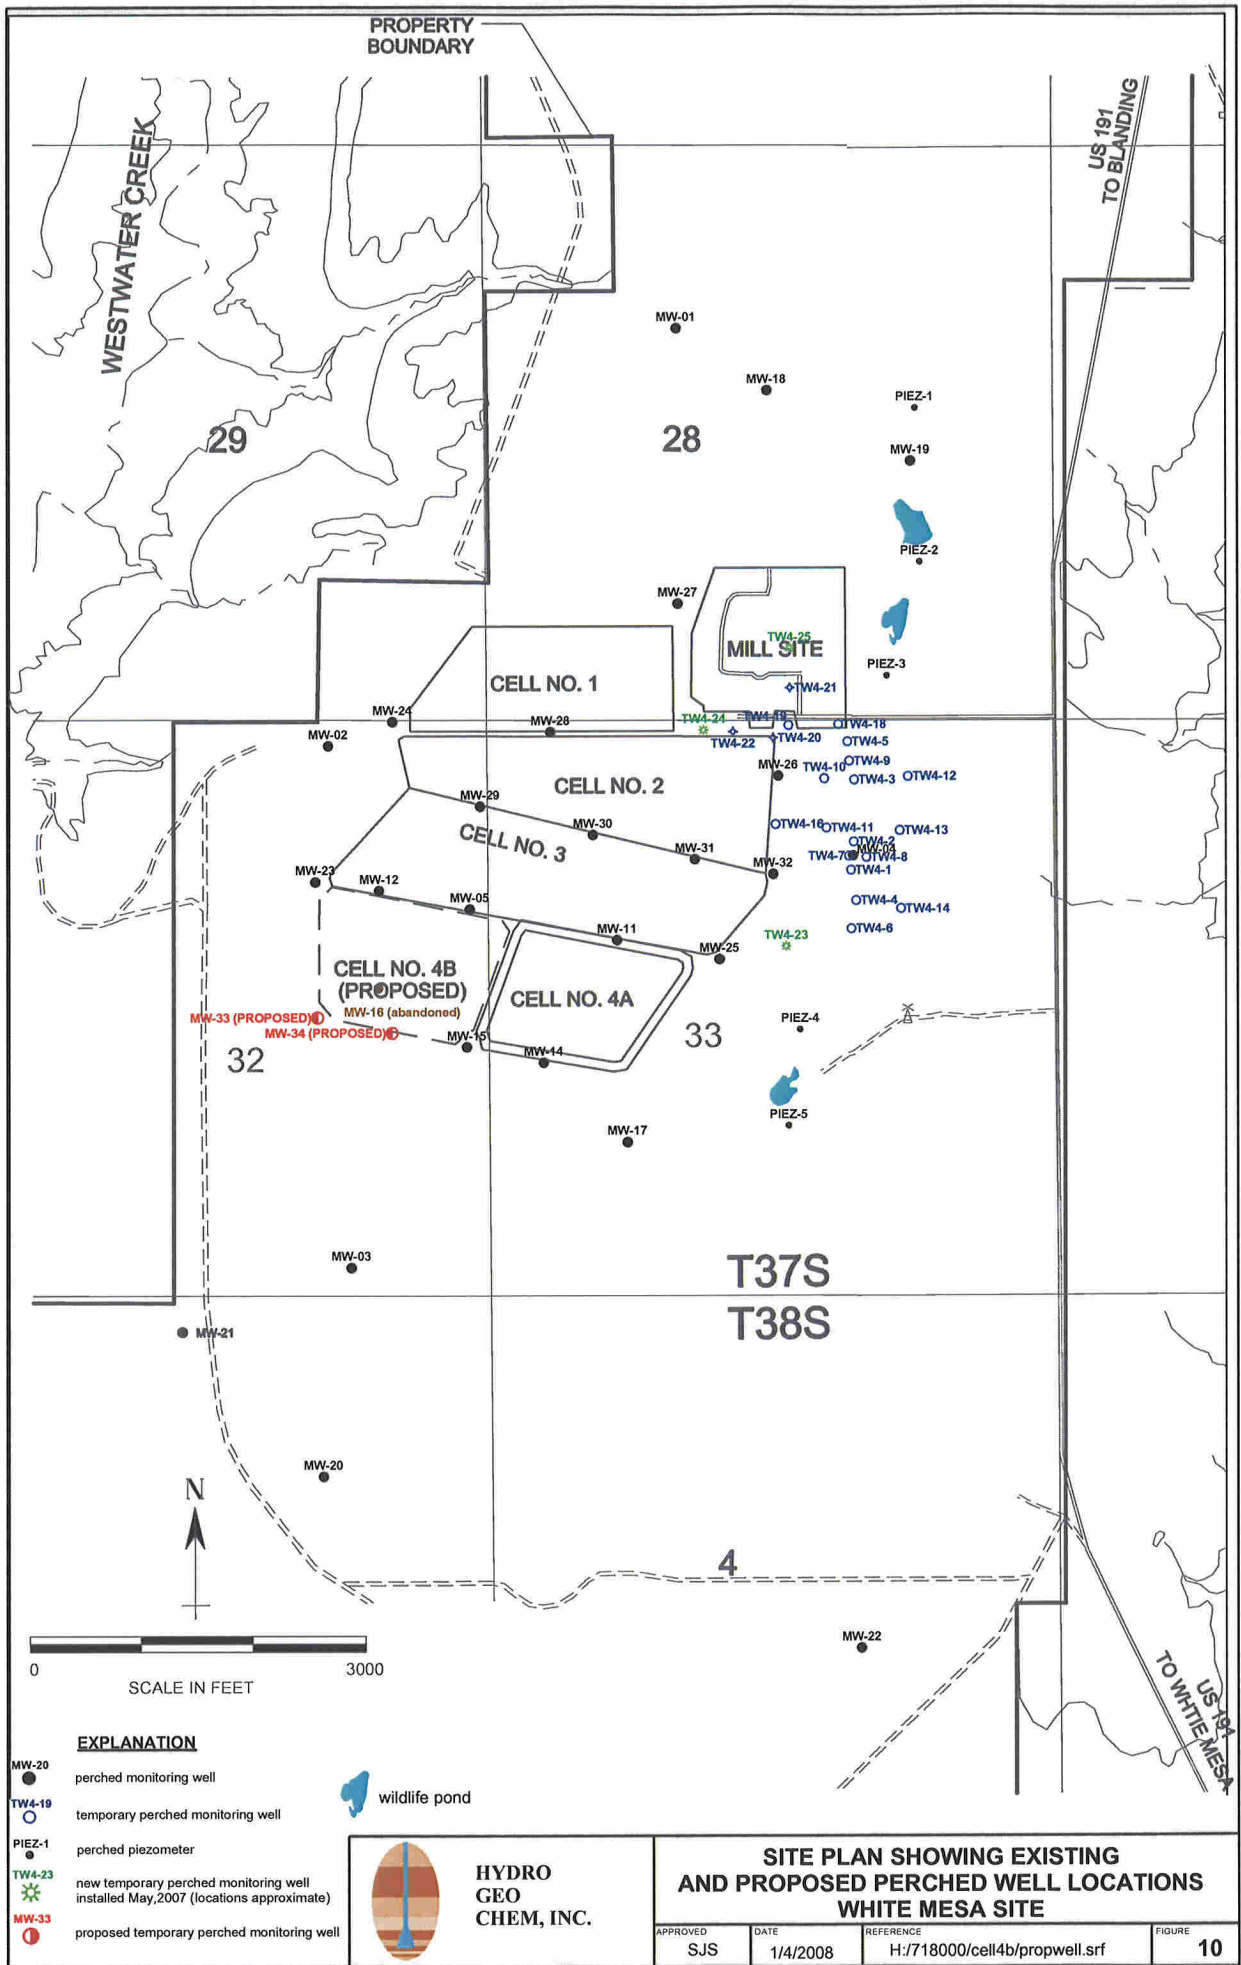 PROPERTY
BOUNDARY
WESTWATER CREEK
US 191
TO BLANDING
MW-01
MW-18
PIEZ-1
29
28
MW-19
PIEZ-2
MW-27
TW4-25
MILL SITE
PIEZ-3
CELL NO. 1
TW4-21
MW-24
MW-28
TW4-24
TW4-19
TW4-18
MW-02
TW4-22
TW4-20
TW4-5
TW4-9
TW4-10
MW-26
TW4-3
TW4-12
CELL NO. 2
MW-29
MW-30
TW4-16
TW4-11
TW4-13
CELL NO. 3
TW4-2
MW-31
TW4-7
MW-04
TW4-8
MW-32
TW4-1
MW-23
MW-12
MW-05
TW4-4
TW4-14
MW-11
TW4-6
MW-25
TW4-23
CELL NO. 4B
(PROPOSED)
CELL NO. 4A
MW-33 (PROPOSED)
MW-16 (abandoned)
MW-34 (PROPOSED)
PIEZ-4
MW-15
33
32
MW-14
PIEZ-5
MW-17
MW-03
T37S
T38S
MW-21
MW-20
N
4
MW-22
0
3000
SCALE IN FEET
US 191
TO WHTIE MESA
EXPLANATION
MW-20
perched monitoring well
TW4-19
temporary perched monitoring well
PIEZ-1
perched piezometer
TW4-23
new temporary perched monitoring well
installed May,2007 (locations approximate)
MW-33
proposed temporary perched monitoring well
wildlife pond
HYDRO
GEO
CHEM, INC.
SITE PLAN SHOWING EXISTING
AND PROPOSED PERCHED WELL LOCATIONS
WHITE MESA SITE
APPROVED
SJS
DATE
1/4/2008
REFERENCE
H:/718000/cell4b/propwell.srf
FIGURE
10